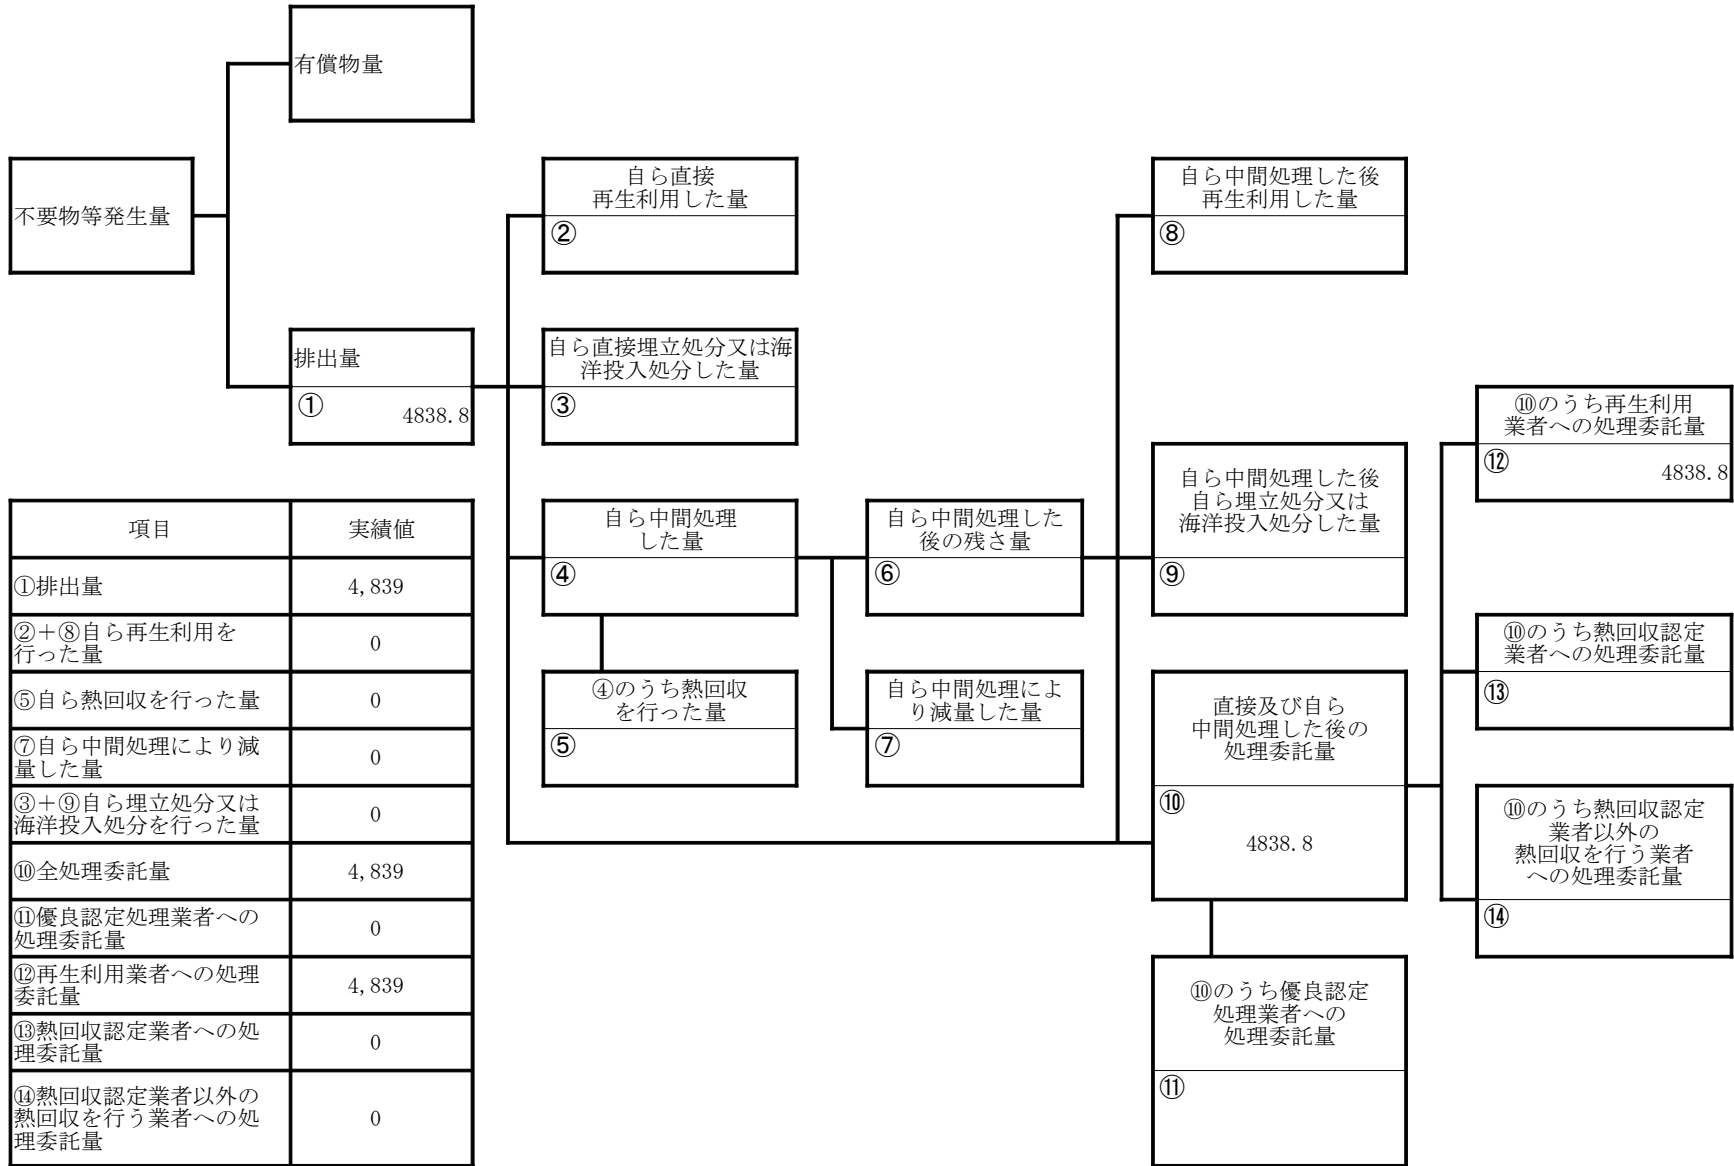 有償物量
不要物等発生量
排出量
①
4838.8
自ら直接
再生利用した量
②
自ら直接埋立処分又は海
洋投入処分した量
③
自ら中間処理
した量
④
④のうち熱回収
を行った量
⑤
自ら中間処理した
後の残さ量
⑥
自ら中間処理によ
り減量した量
⑦
自ら中間処理した後
再生利用した量
⑧
自ら中間処理した後
自ら埋立処分又は
海洋投入処分した量
⑨
直接及び自ら
中間処理した後の
処理委託量
⑩
4838.8
⑩のうち優良認定
処理業者への
処理委託量
⑪
⑩のうち再生利用
業者への処理委託量
⑫
4838.8
⑩のうち熱回収認定
業者への処理委託量
⑬
⑩のうち熱回収認定
業者以外の
熱回収を行う業者
への処理委託量
⑭
項目 実績値
①排出量 4,839
②+⑧自ら再生利用を
行った量 0
⑤自ら熱回収を行った量 0
⑦自ら中間処理により減
量した量 0
③+⑨自ら埋立処分又は
海洋投入処分を行った量 0
⑩全処理委託量 4,839
⑪優良認定処理業者への
処理委託量 0
⑫再生利用業者への処理
委託量 4,839
⑬熱回収認定業者への処
理委託量 0
⑭熱回収認定業者以外の
熱回収を行う業者への処
理委託量 0